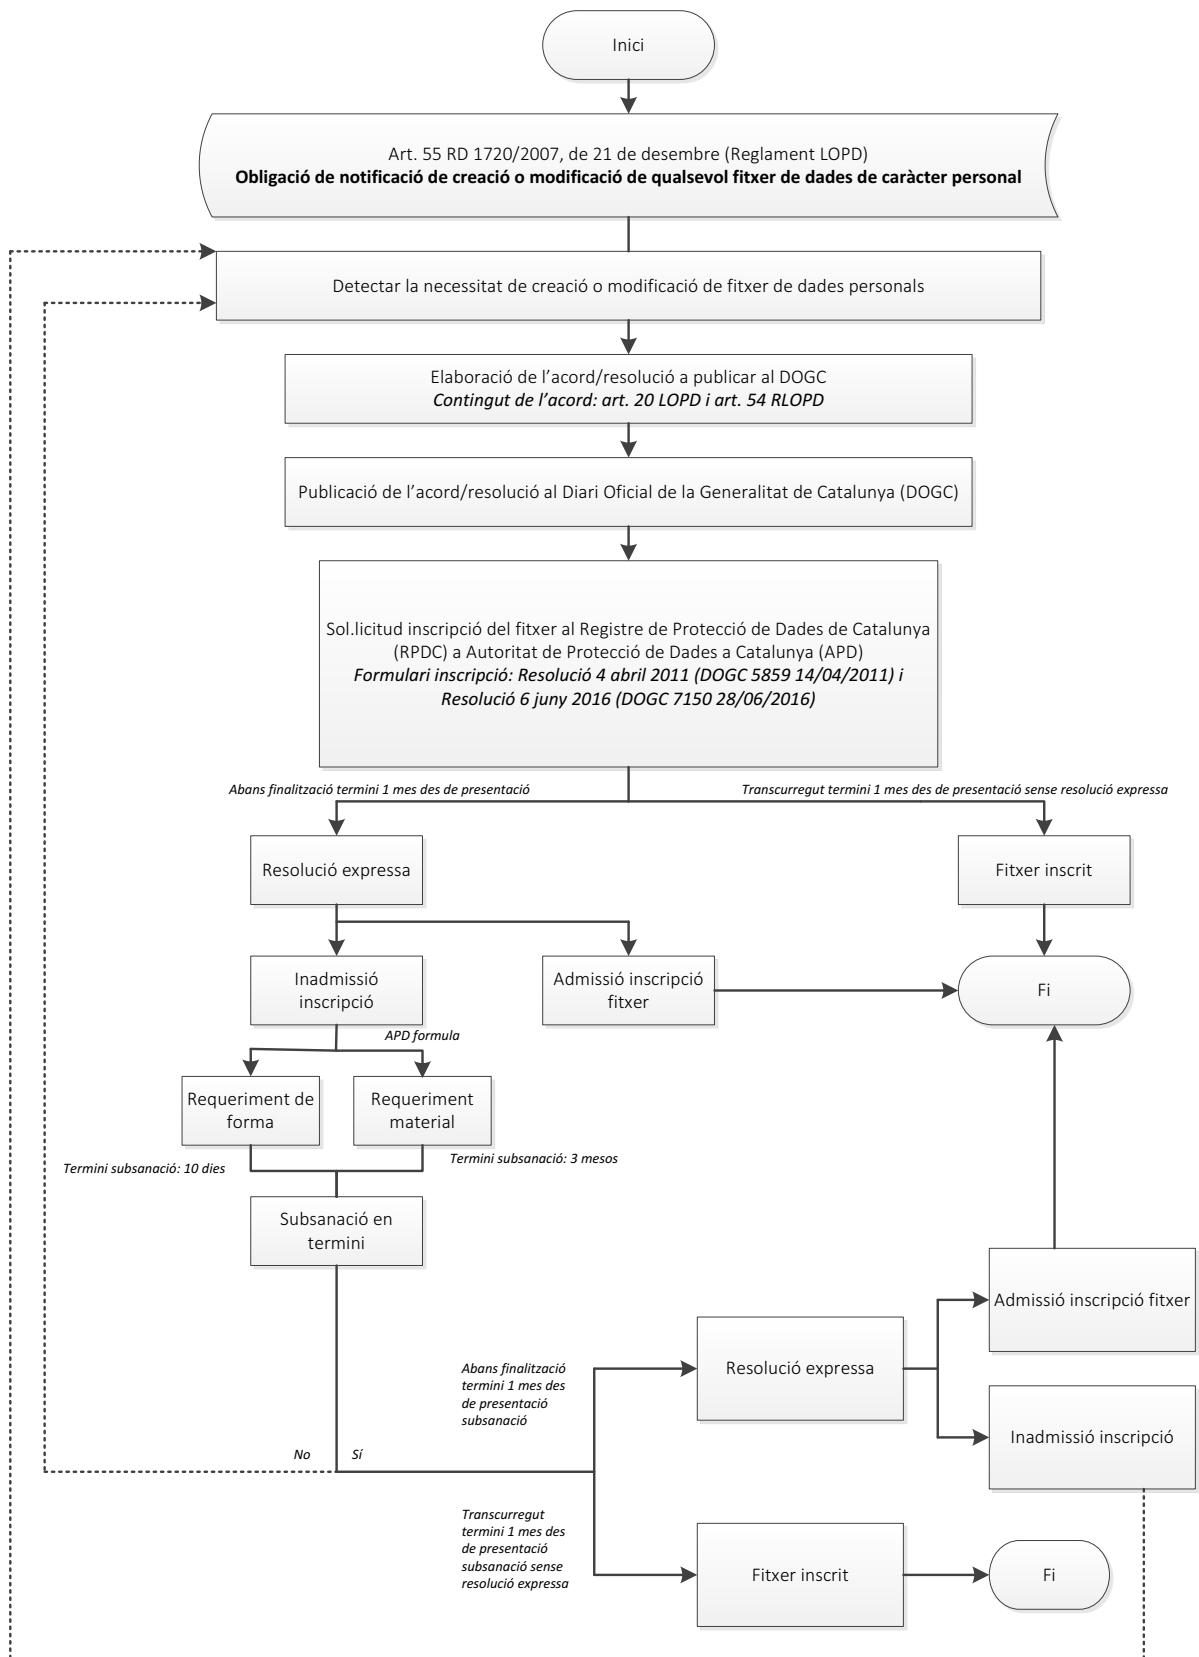 Inici
Art. 55 RD 1720/2007, de 21 de desembre (Reglament LOPD)
Obligació de notificació de creació o modificació de qualsevol fitxer de dades de caràcter personal
Detectar la necessitat de creació o modificació de fitxer de dades personals
Elaboració de l’acord/resolució a publicar al DOGC
Contingut de l’acord: art. 20 LOPD i art. 54 RLOPD
Publicació de l’acord/resolució al Diari Oficial de la Generalitat de Catalunya (DOGC)
Sol.licitud inscripció del fitxer al Registre de Protecció de Dades de Catalunya
(RPDC) a Autoritat de Protecció de Dades a Catalunya (APD)
Formulari inscripció: Resolució 4 abril 2011 (DOGC 5859 14/04/2011) i
Resolució 6 juny 2016 (DOGC 7150 28/06/2016)
Abans finalització termini 1 mes des de presentació
Transcurregut termini 1 mes des de presentació sense resolució expressa
Resolució expressa
Fitxer inscrit
Inadmissió
inscripció
Admissió inscripció
fitxer
Fi
APD formula
Requeriment de
forma
Requeriment
material
Termini subsanació: 10 dies
Termini subsanació: 3 mesos
Subsanació en
termini
Admissió inscripció fitxer
Abans finalització
termini 1 mes des
de presentació
subsanació
Resolució expressa
Inadmissió inscripció
No
Sí
Transcurregut
termini 1 mes des
de presentació
subsanació sense
resolució expressa
Fitxer inscrit
Fi